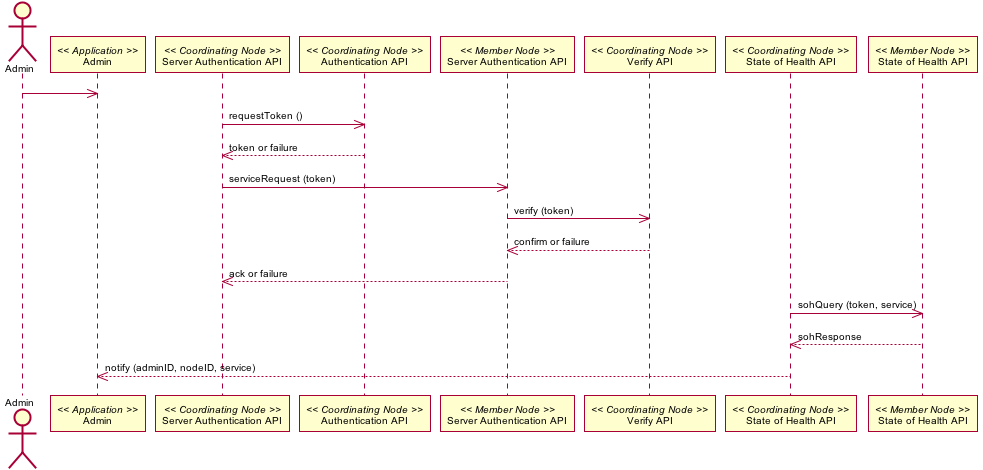 Admin
<< Application >>
Admin
<< Coordinating Node >>
Server Authentication API
<< Coordinating Node >>
Authentication API
<< Member Node >>
Server Authentication API
<< Coordinating Node >>
Verify API
<< Coordinating Node >>
State of Health API
<< Member Node >>
State of Health API
requestToken ()
token or failure
serviceRequest (token)
verify (token)
confirm or failure
ack or failure
sohQuery (token, service)
sohResponse
notify (adminID, nodeID, service)
Admin
<< Application >>
Admin
<< Coordinating Node >>
Server Authentication API
<< Coordinating Node >>
Authentication API
<< Member Node >>
Server Authentication API
<< Coordinating Node >>
Verify API
<< Coordinating Node >>
State of Health API
<< Member Node >>
State of Health API